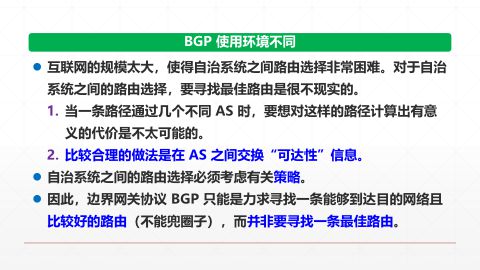 BGP 使用环境不同
互联网的规模太大，使得自治系统之间路由选择非常困难。对于自治
系统之间的路由选择，要寻找最佳路由是很不现实的。
1. 当一条路径通过几个不同 AS 时，要想对这样的路径计算出有意
义的代价是不太可能的。
2. 比较合理的做法是在 AS 之间交换“可达性”信息。
自治系统之间的路由选择必须考虑有关策略。
因此，边界网关协议 BGP 只能是力求寻找一条能够到达目的网络且
比较好的路由（不能兜圈子），而并非要寻找一条最佳路由。